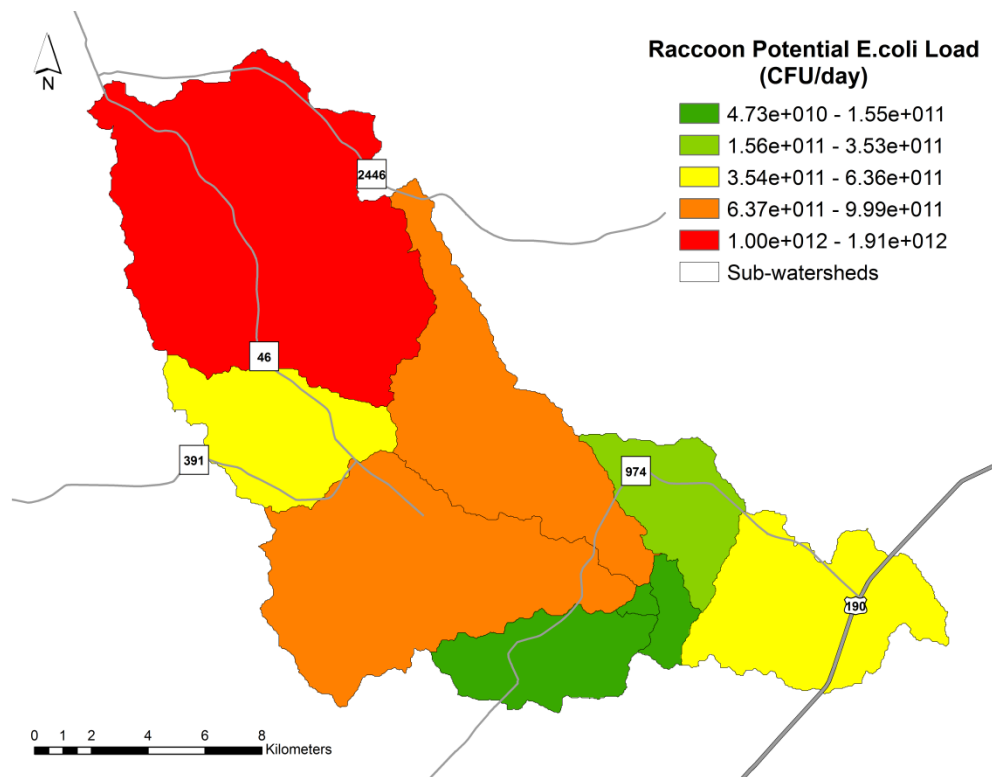 N
Raccoon Potential E.coli Load
(CFU/day)
4.73e+010 - 1.55e+011
1.56e+011 - 3.53e+011
3.54e+011 - 6.36e+011
6.37e+011 - 9.99e+011
1.00e+012 - 1.91e+012
Sub-watersheds
2446
46
391
974
190
0 1 2 4 6 8
Kilometers